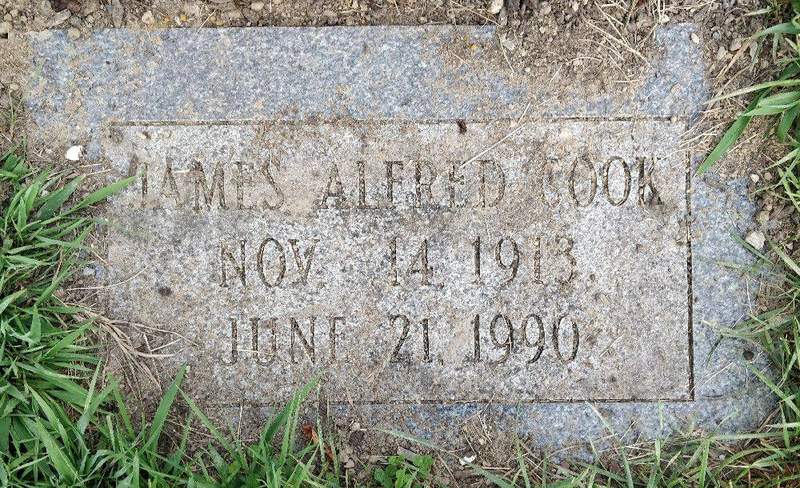 JAMES ALFRED COOK
NOV 14, 1913
JUNE 21, 1990